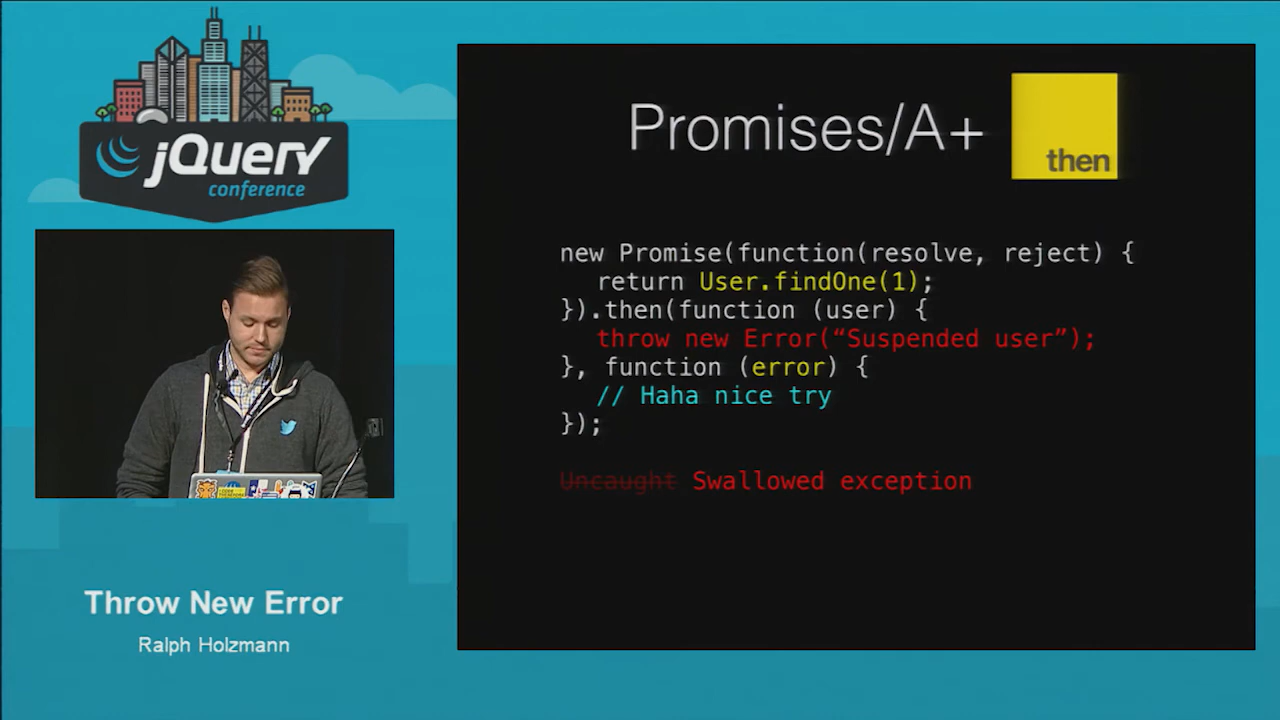 jQuery
conference
Throw New Error
Ralph Holzmann
Promises/A+
then
new Promise(function(resolve, reject) {
return User.findOne(1);
}).then(function (user) {
throw new Error(“Suspended user”);
}, function (error) {
// Haha nice try
});
Uncaught Swallowed exception